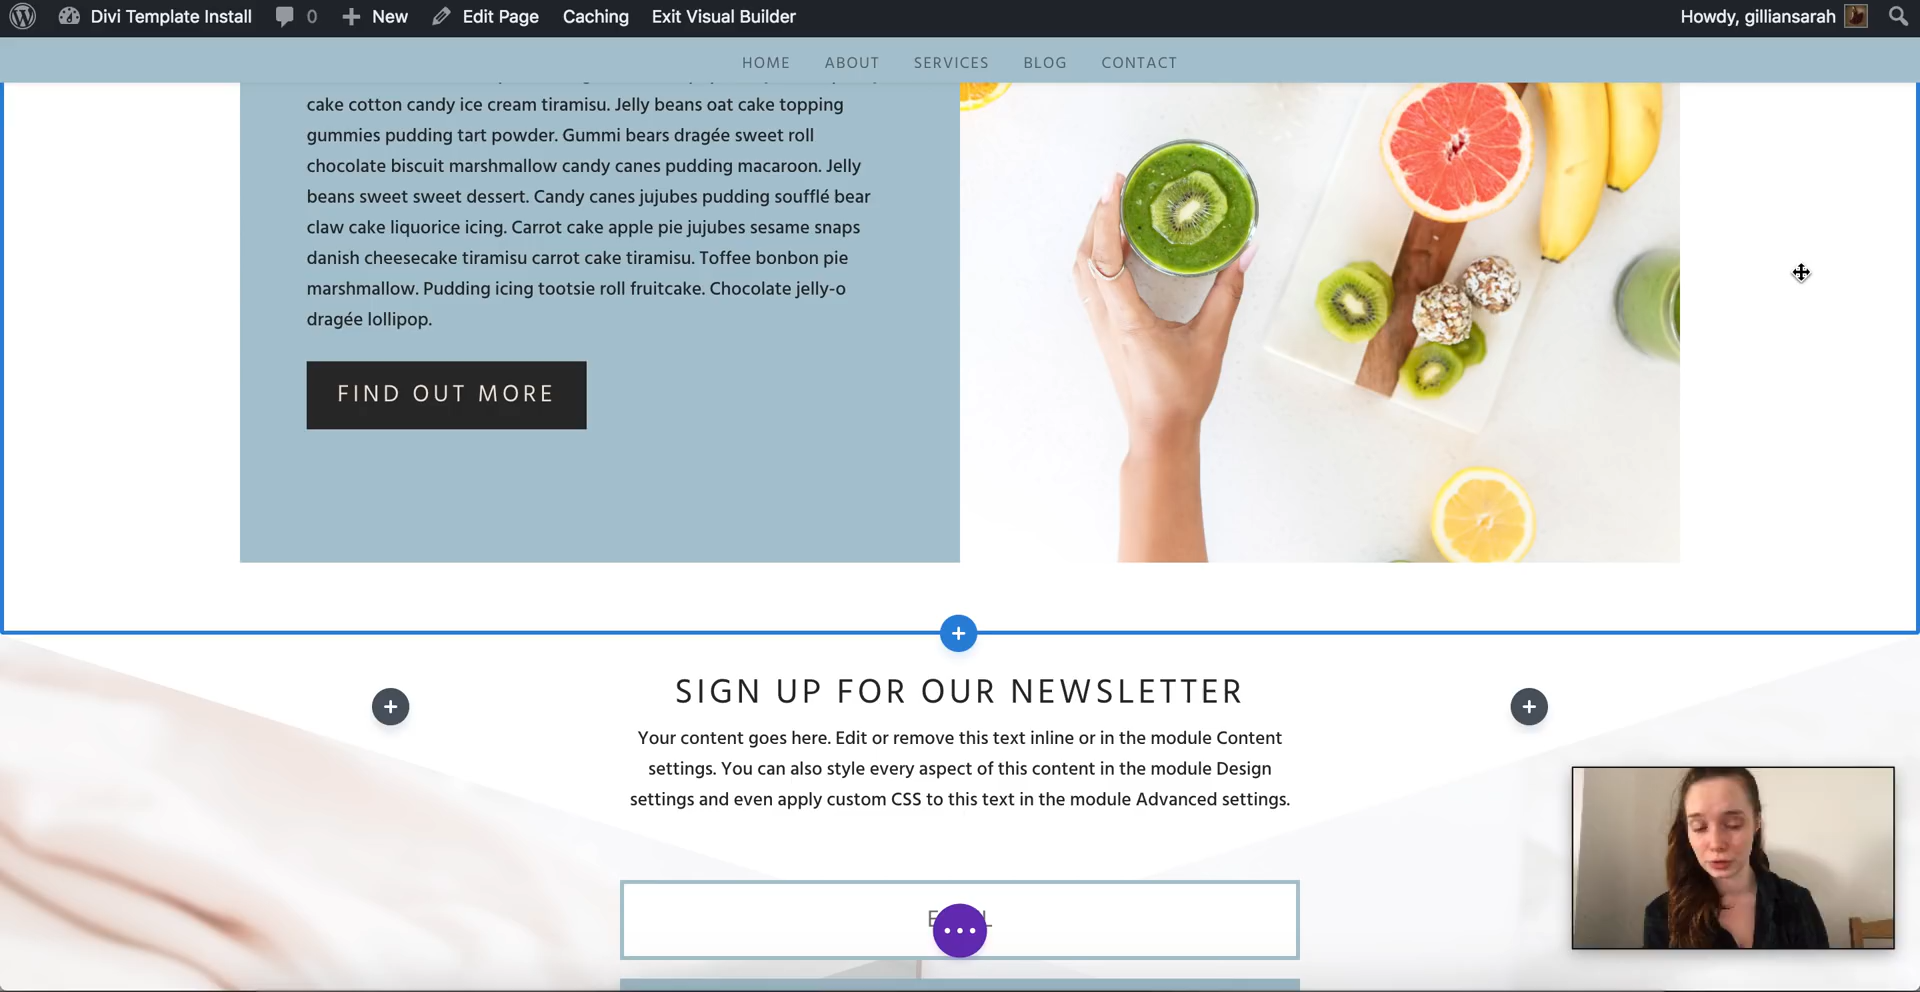 Divi Template Install
0
New
Edit Page
Caching
Exit Visual Builder
Howdy, gilliansarah
HOME
ABOUT
SERVICES
BLOG
CONTACT
cake cotton candy ice cream tiramisu. Jelly beans oat cake topping
gummies pudding tart powder. Gummi bears dragée sweet roll
chocolate biscuit marshmallow candy canes pudding macaroon. Jelly
beans sweet sweet dessert. Candy canes jujubes pudding soufflé bear
claw cake liquorice icing. Carrot cake apple pie jujubes sesame snaps
danish cheesecake tiramisu carrot cake tiramisu. Toffee bonbon pie
marshmallow. Pudding icing tootsie roll fruitcake. Chocolate jelly-o
dragée lollipop.
FIND OUT MORE
SIGN UP FOR OUR NEWSLETTER
Your content goes here. Edit or remove this text inline or in the module Content
settings. You can also style every aspect of this content in the module Design
settings and even apply custom CSS to this text in the module Advanced settings.